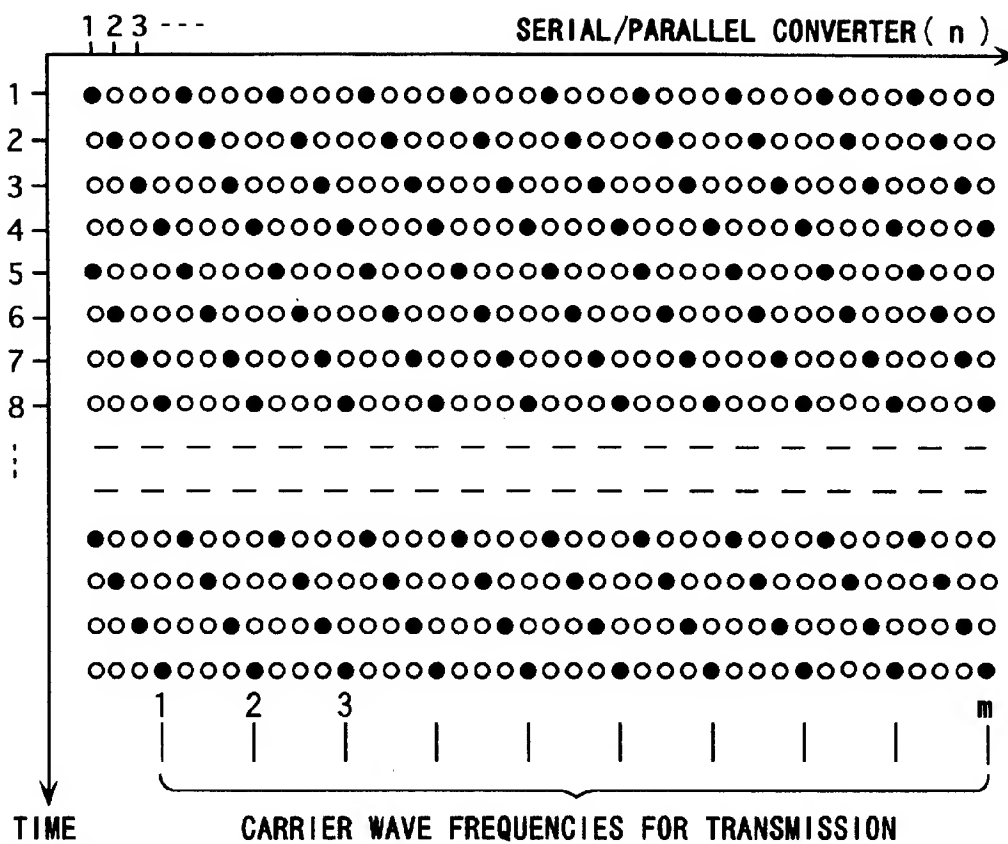 1 2 3 ---
SERIAL/PARALLEL CONVERTER ( n )
1
2
3
4
5
6
7
8
1 2 3 m
TIME
CARRIER WAVE FREQUENCIES FOR TRANSMISSION